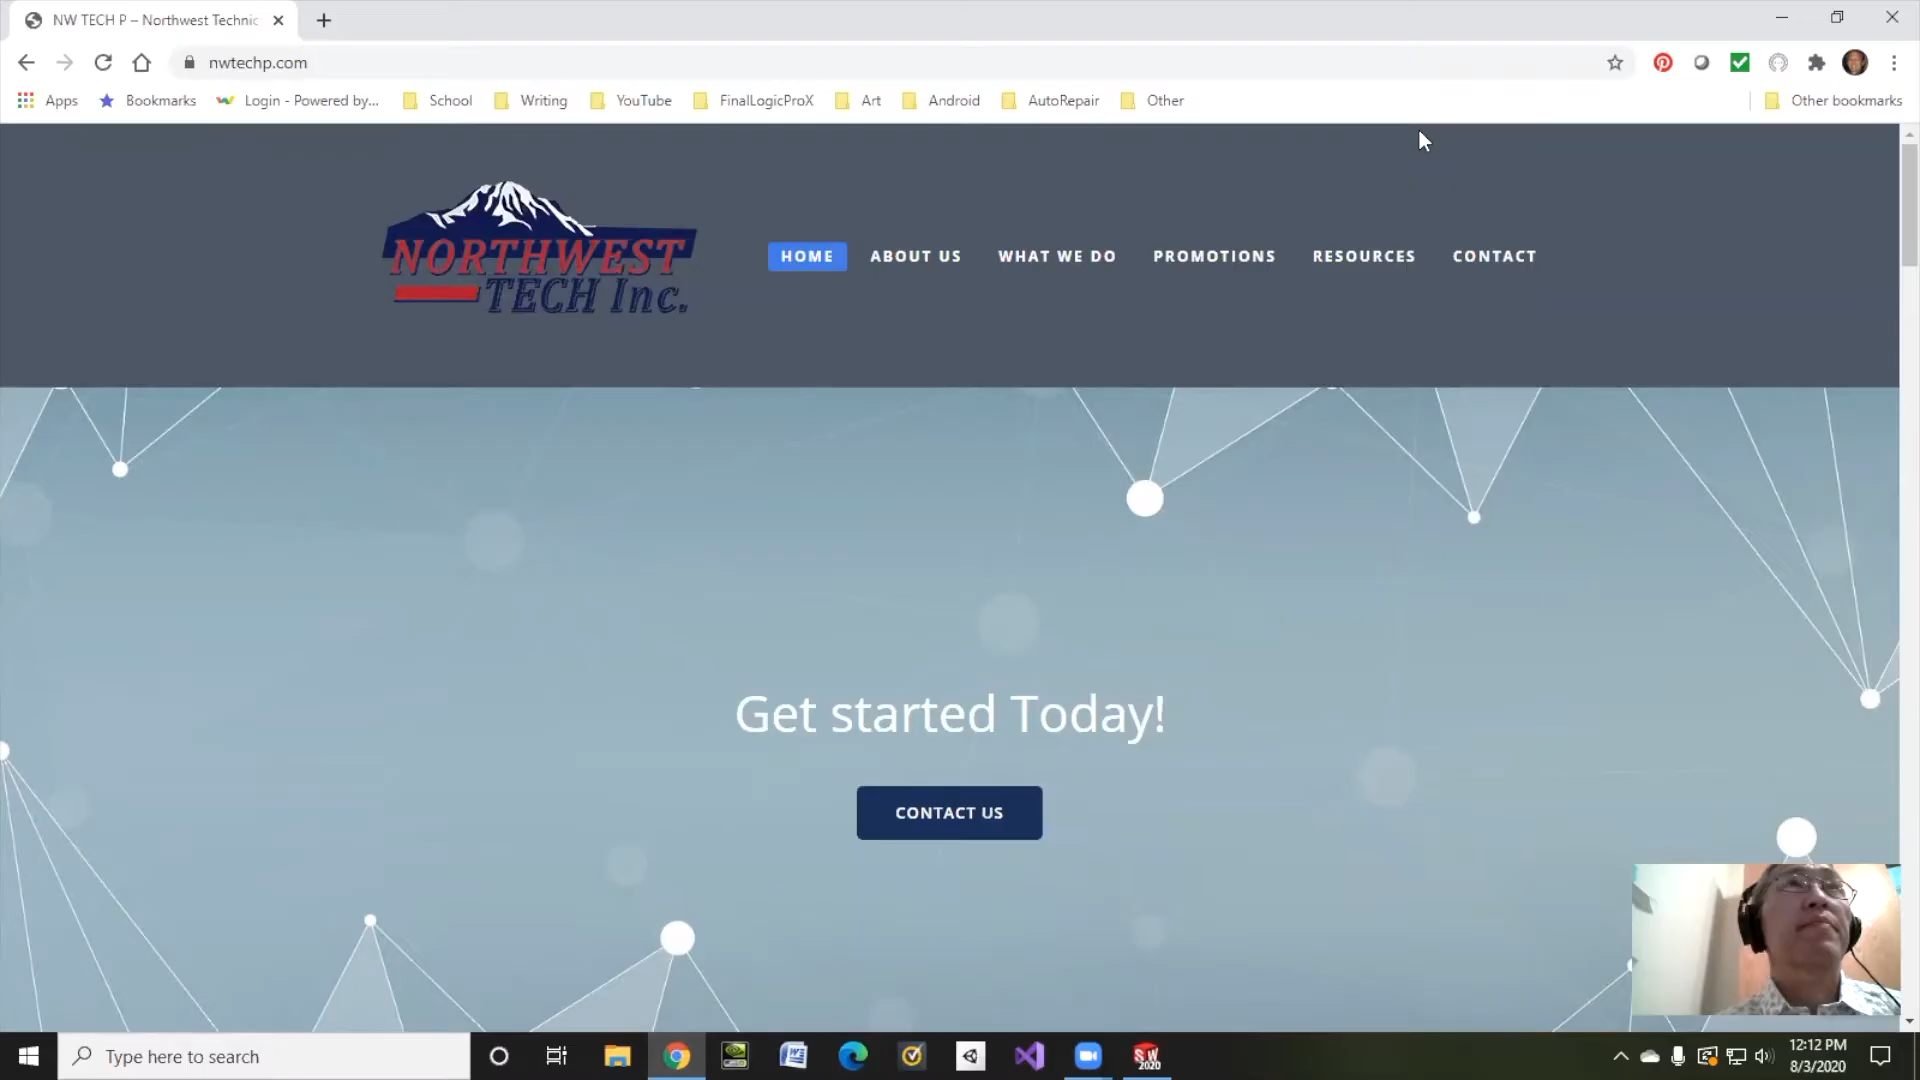 NW TECH P – Northwest Technic
nwtechp.com
Apps
Bookmarks
Login - Powered by...
School
Writing
YouTube
FinalLogicProX
Art
Android
AutoRepair
Other
Other bookmarks
NORTHWEST
TECH Inc.
HOME
ABOUT US
WHAT WE DO
PROMOTIONS
RESOURCES
CONTACT
Get started Today!
CONTACT US
Type here to search
SW
2020
12:12 PM
8/3/2020